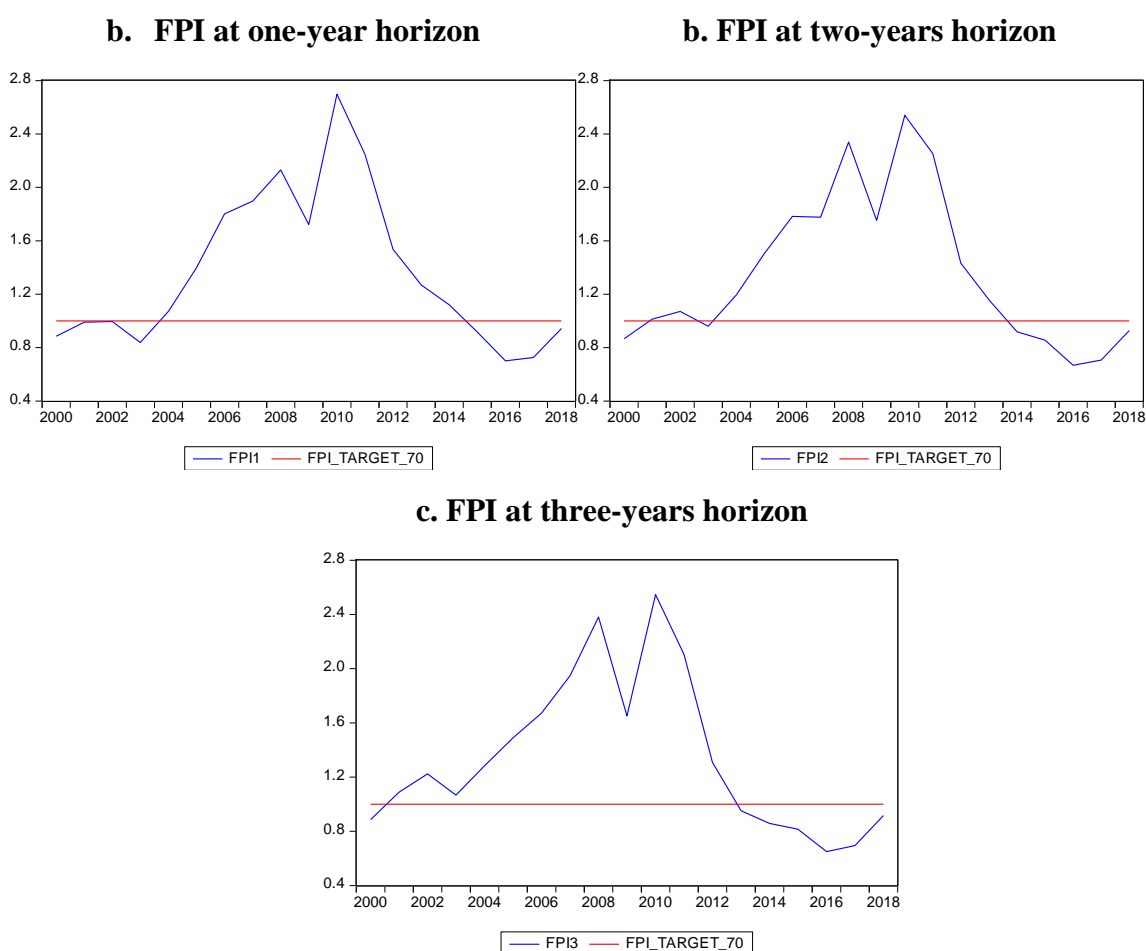 b. FPI at one-year horizon
b. FPI at two-years horizon
2.8
2.4
2.0
1.6
1.2
0.8
0.4
2000 2002 2004 2006 2008 2010 2012 2014 2016 2018
FPI1 FPI_TARGET_70
2.8
2.4
2.0
1.6
1.2
0.8
0.4
2000 2002 2004 2006 2008 2010 2012 2014 2016 2018
FPI2 FPI_TARGET_70
c. FPI at three-years horizon
2.8
2.4
2.0
1.6
1.2
0.8
0.4
2000 2002 2004 2006 2008 2010 2012 2014 2016 2018
FPI3 FPI_TARGET_70